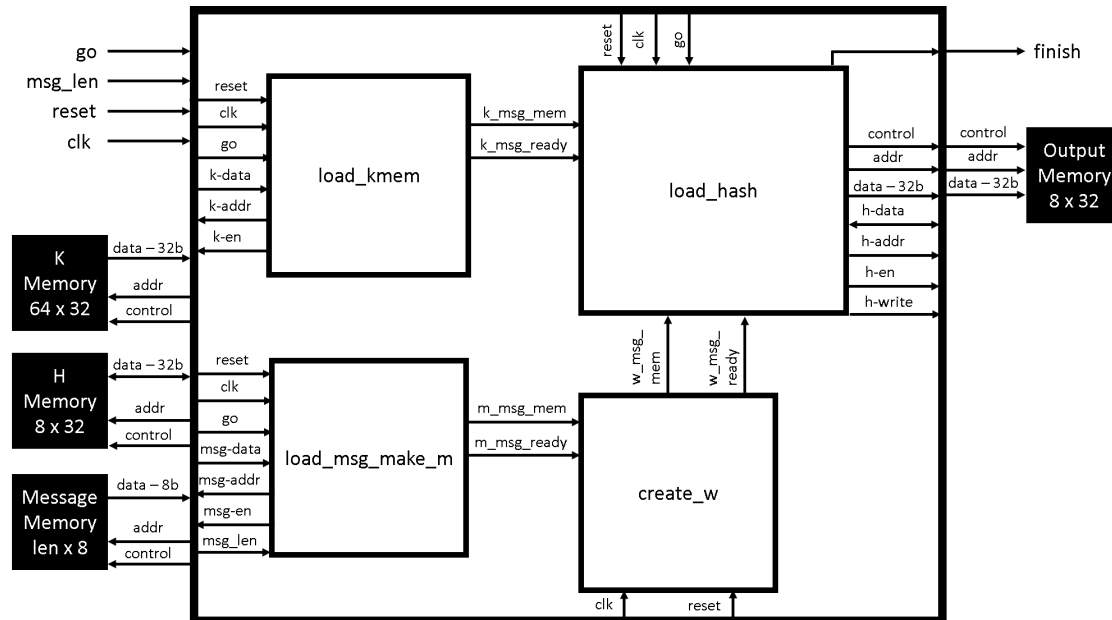 go
msg_len
reset
clk
K
Memory
64 x 32
data – 32b
addr
control
H
Memory
8 x 32
data – 32b
addr
control
Message
Memory
len x 8
data – 8b
addr
control
reset
clk
go
k-data
k-addr
k-en
load_kmem
k_msg_mem
k_msg_ready
reset
clk
go
msg-data
msg-addr
msg-en
msg_len
load_msg_make_m
m_msg_mem
m_msg_ready
reset
clk
go
load_hash
w_msg_
mem
w_msg_
ready
create_w
clk
reset
control
addr
data – 32b
h-data
h-addr
h-en
h-write
finish
control
addr
data – 32b
Output
Memory
8 x 32